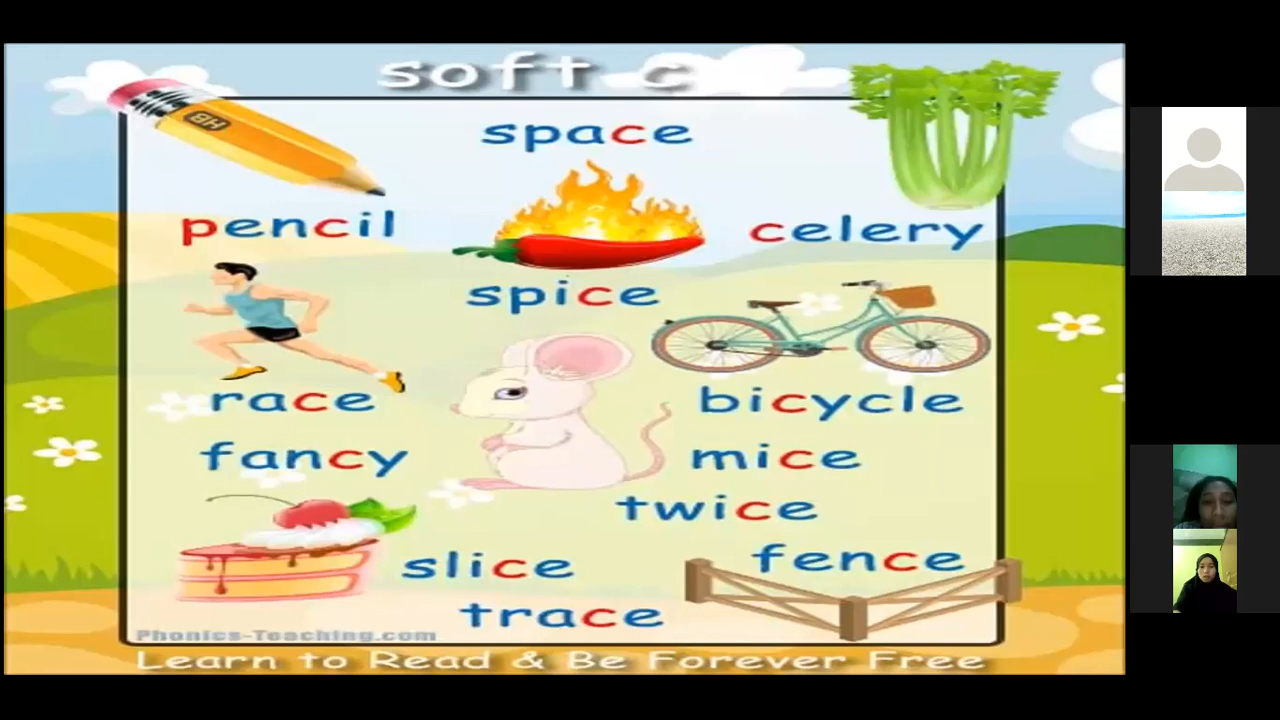 soft c
HB
space
pencil
celery
spice
race
bicycle
fancy
mice
twice
slice
fence
trace
Phonics-Teaching.com
Learn to Read & Be Forever Free